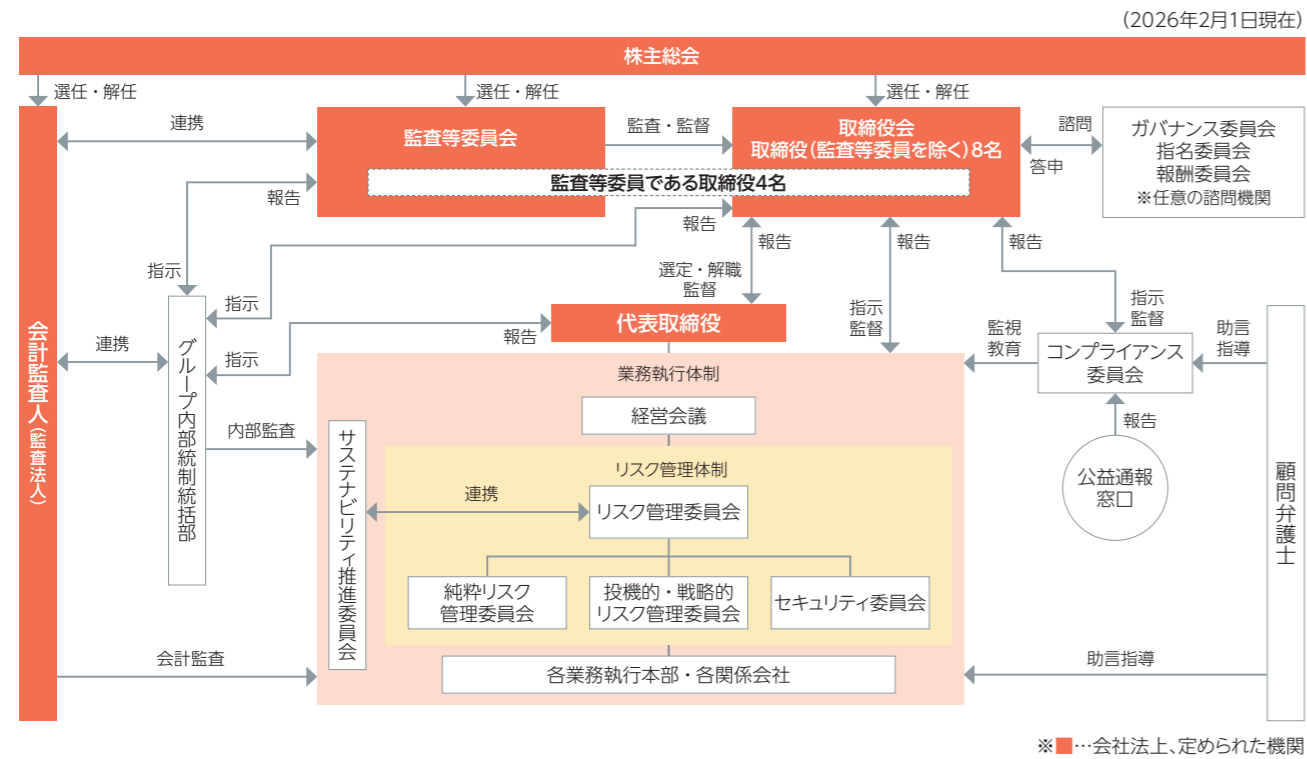 （2026年2月1日現在）
株主総会
選任・解任
選任・解任
選任・解任
会計監査人（監査法人）
連携
監査等委員会
監査・監督
取締役会
取締役（監査等委員を除く）8名
監査等委員である取締役4名
諮問
答申
ガバナンス委員会
指名委員会
報酬委員会
※任意の諮問機関
報告
指示
報告
指示
報告
選定・解職
監督
報告
指示
監督
報告
指示
監督
代表取締役
報告
指示
連携
グループ内部統制統括部
内部監査
業務執行体制
経営会議
サステナビリティ推進委員会
リスク管理体制
連携
リスク管理委員会
純粋リスク
管理委員会
投機的・戦略的
リスク管理委員会
セキュリティ委員会
各業務執行本部・各関係会社
会計監査
監視
教育
コンプライアンス
委員会
助言
指導
報告
公益通報
窓口
顧問弁護士
助言指導
※■…会社法上、定められた機関